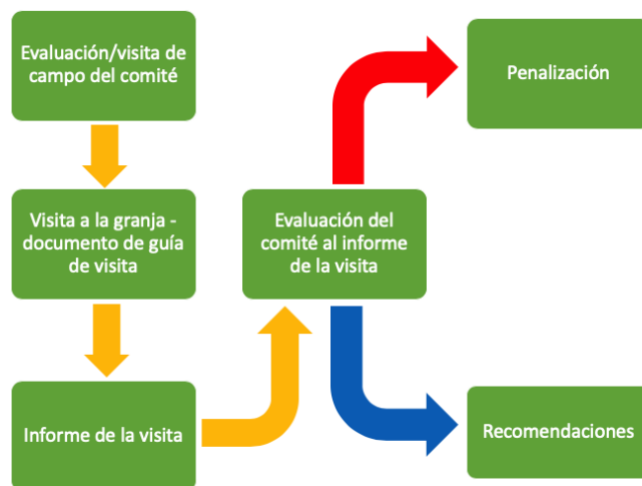 Evaluación/visita de
campo del comité
Visita a la granja -
documento de guía
de visita
Informe de la visita
Evaluación del
comité al informe
de la visita
Penalización
Recomendaciones